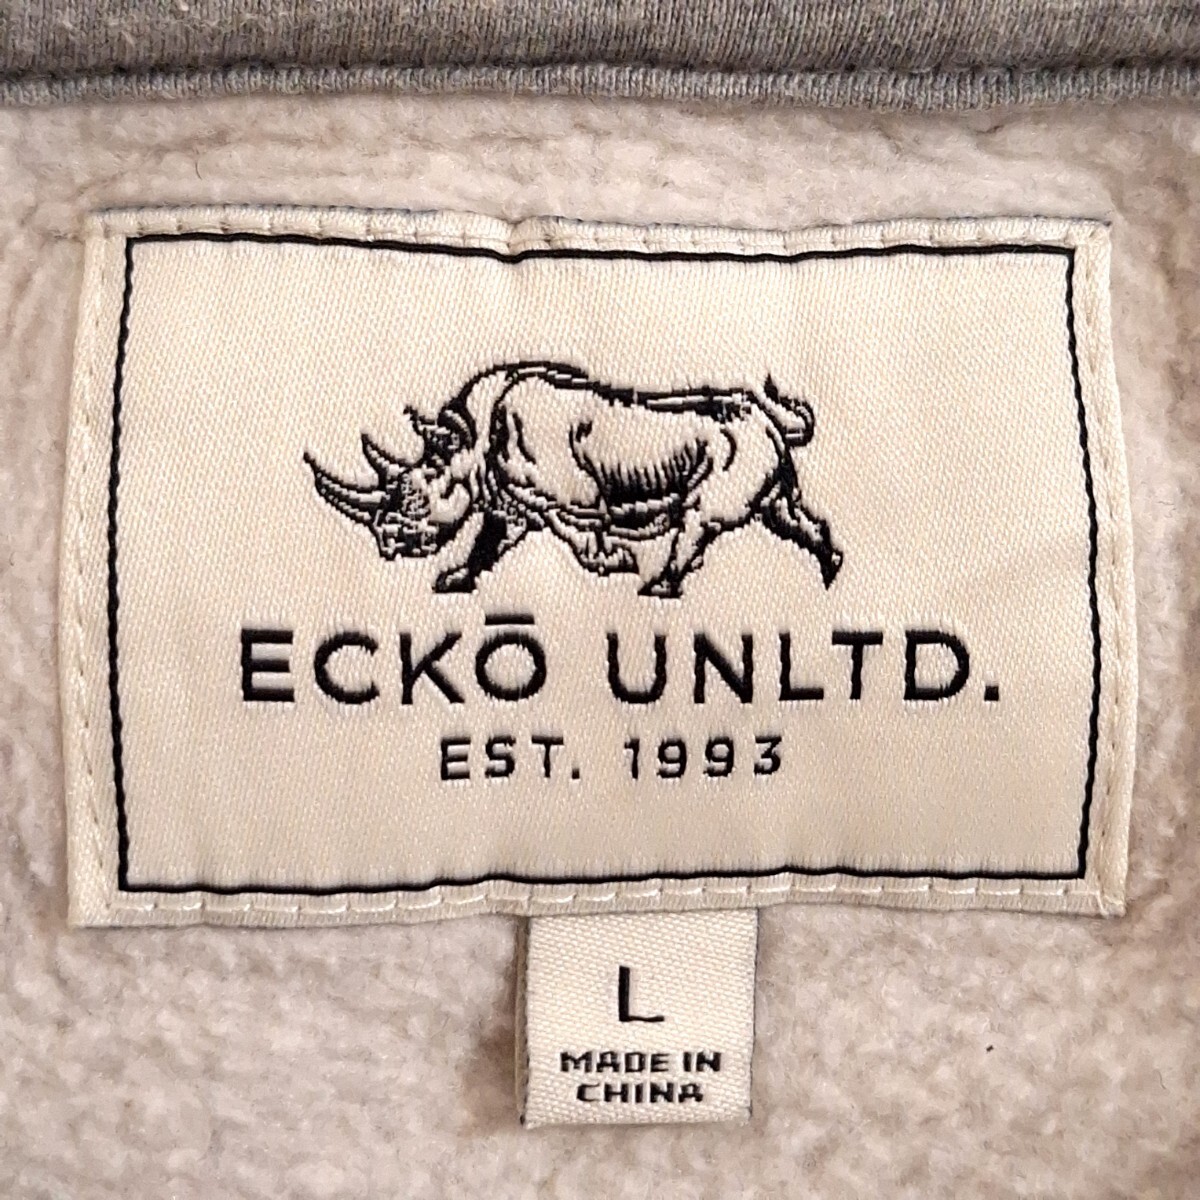 ECKŌ UNLTD.
EST. 1993
L
MADE IN
CHINA